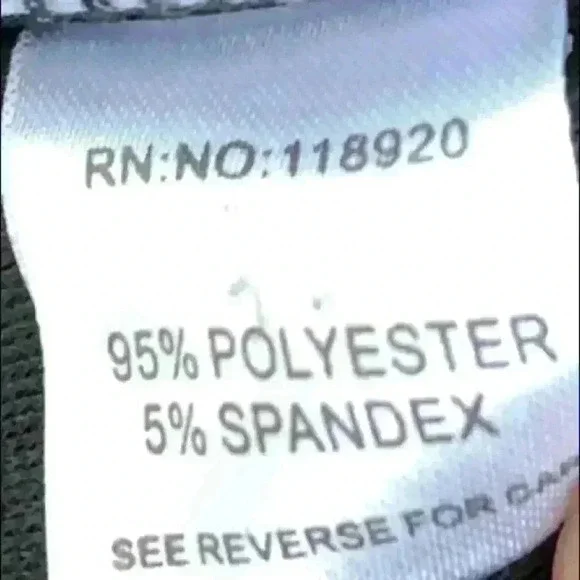 RN:NO:118920
95% POLYESTER
5% SPANDEX
SEE REVERSE FOR